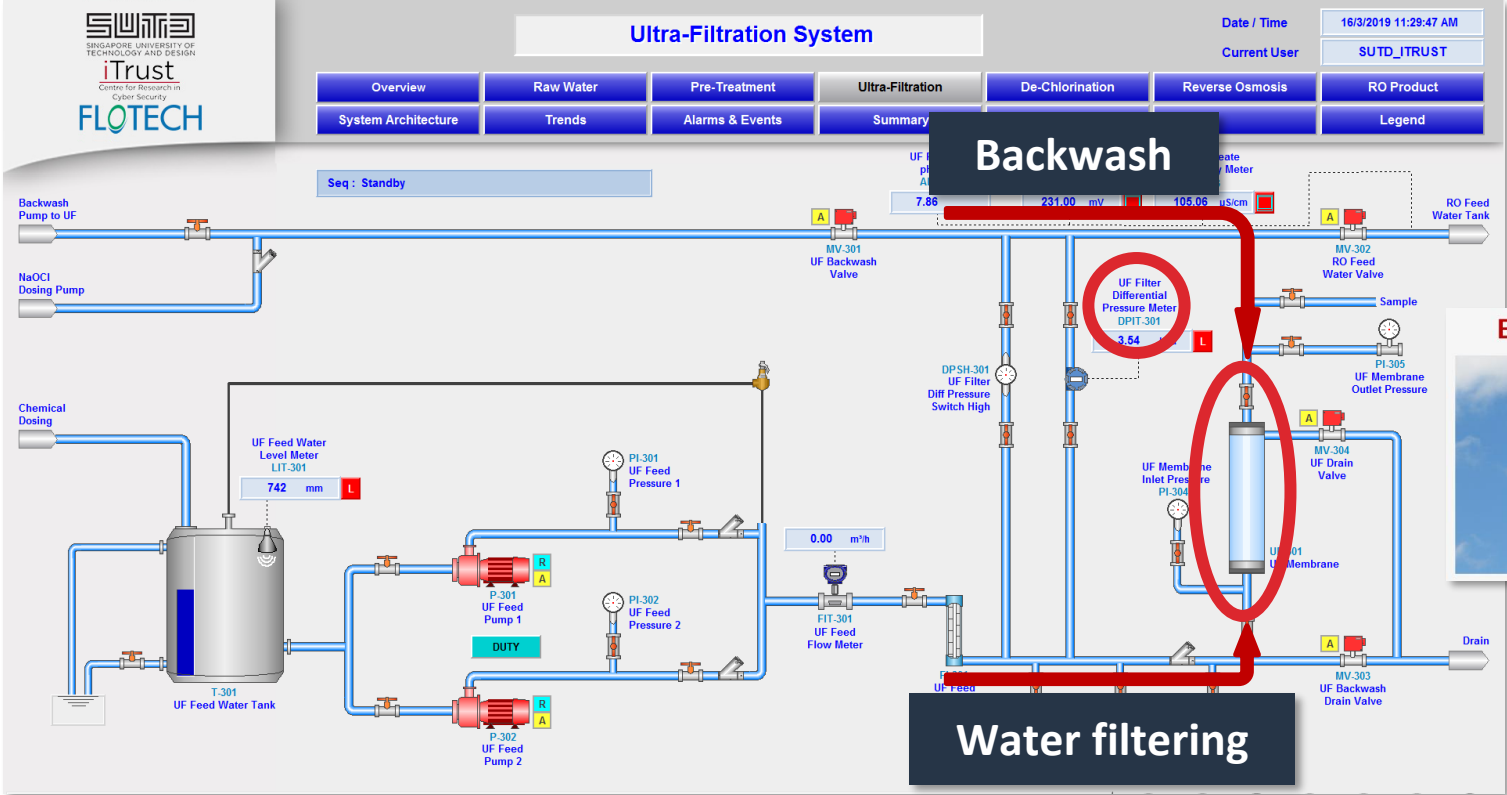 SUTD
SINGAPORE UNIVERSITY OF
TECHNOLOGY AND DESIGN
iTrust
Centre for Research in
Cyber Security
FLOTECH
Ultra-Filtration System
Date / Time
16/3/2019 11:29:47 AM
Current User
SUTD_ITRUST
Overview
Raw Water
Pre-Treatment
Ultra-Filtration
De-Chlorination
Reverse Osmosis
RO Product
System Architecture
Trends
Alarms & Events
Summary
Legend
Backwash
Seq : Standby
UF
7.86
231.00 mV
Meter
105.06 uS/cm
Backwash
Pump to UF
NaOCl
Dosing Pump
A
MV-301
UF Backwash
Valve
A
MV-302
RO Feed
Water Valve
RO Feed
Water Tank
Sample
UF Filter
Differential
Pressure Meter
DPIT-301
3.54
L
PI-305
UF Membrane
Outlet Pressure
DPSH-301
UF Filter
Diff Pressure
Switch High
Chemical
Dosing
UF Feed Water
Level Meter
LIT-301
742 mm
L
PI-301
UF Feed
Pressure 1
A
MV-304
UF Drain
Valve
UF Membrane
Inlet Pressure
PI-304
0.00 m³/h
Membrane
R
A
P-301
UF Feed
Pump 1
PI-302
UF Feed
Pressure 2
FIT-301
UF Feed
Flow Meter
DUTY
T-301
UF Feed Water Tank
R
A
P-302
UF Feed
Pump 2
UF Feed
A
MV-303
UF Backwash
Drain Valve
Drain
Water filtering